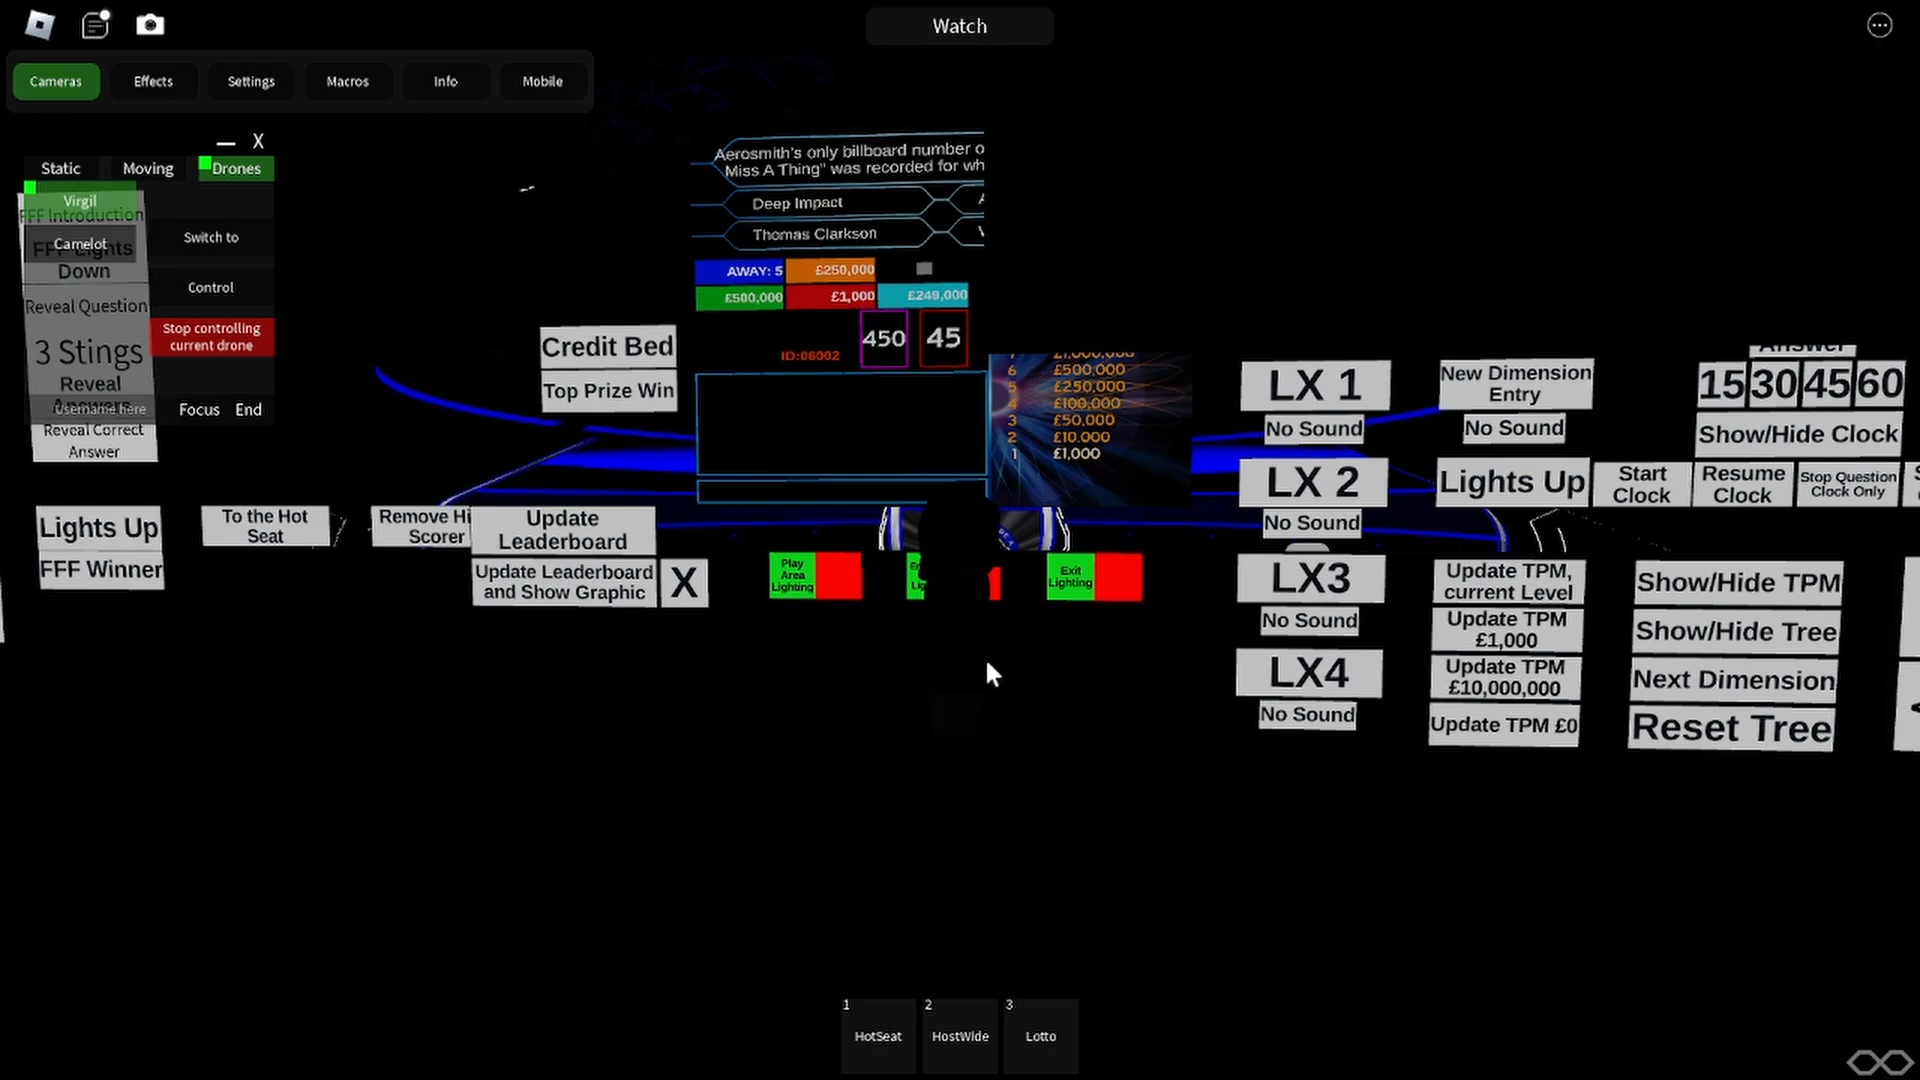 Watch
Cameras
Effects
Settings
Macros
Info
Mobile
X
Static
Moving
Drones
Virgil
FFF Introduction
Camelot
Down
Reveal Question
3 Stings
Reveal
Username here
Reveal Correct
Answer
Switch to
Control
Stop controlling
current drone
Focus
End
Aerosmith's only billboard number o
Miss A Thing" was recorded for wh
Deep Impact
Thomas Clarkson
AWAY: 5
£250,000
£500,000
£1,000
£249,000
450
45
ID:06002
Credit Bed
Top Prize Win
6 £500,000
5 £250,000
4 £100,000
3 £50,000
2 £10.000
1 £1,000
LX 1
No Sound
LX 2
No Sound
LX3
No Sound
LX4
No Sound
New Dimension
Entry
No Sound
Lights Up
Answer
15 30 45 60
Show/Hide Clock
Start
Clock
Resume
Clock
Stop Question
Clock Only
Lights Up
FFF Winner
To the Hot
Seat
Remove Hi
Scorer
Update
Leaderboard
Update Leaderboard
and Show Graphic
X
Play
Area
Lighting
Exit
Lighting
Update TPM,
current Level
Update TPM
£1,000
Update TPM
£10,000,000
Update TPM £0
Show/Hide TPM
Show/Hide Tree
Next Dimension
Reset Tree
1
HotSeat
2
HostWide
3
Lotto